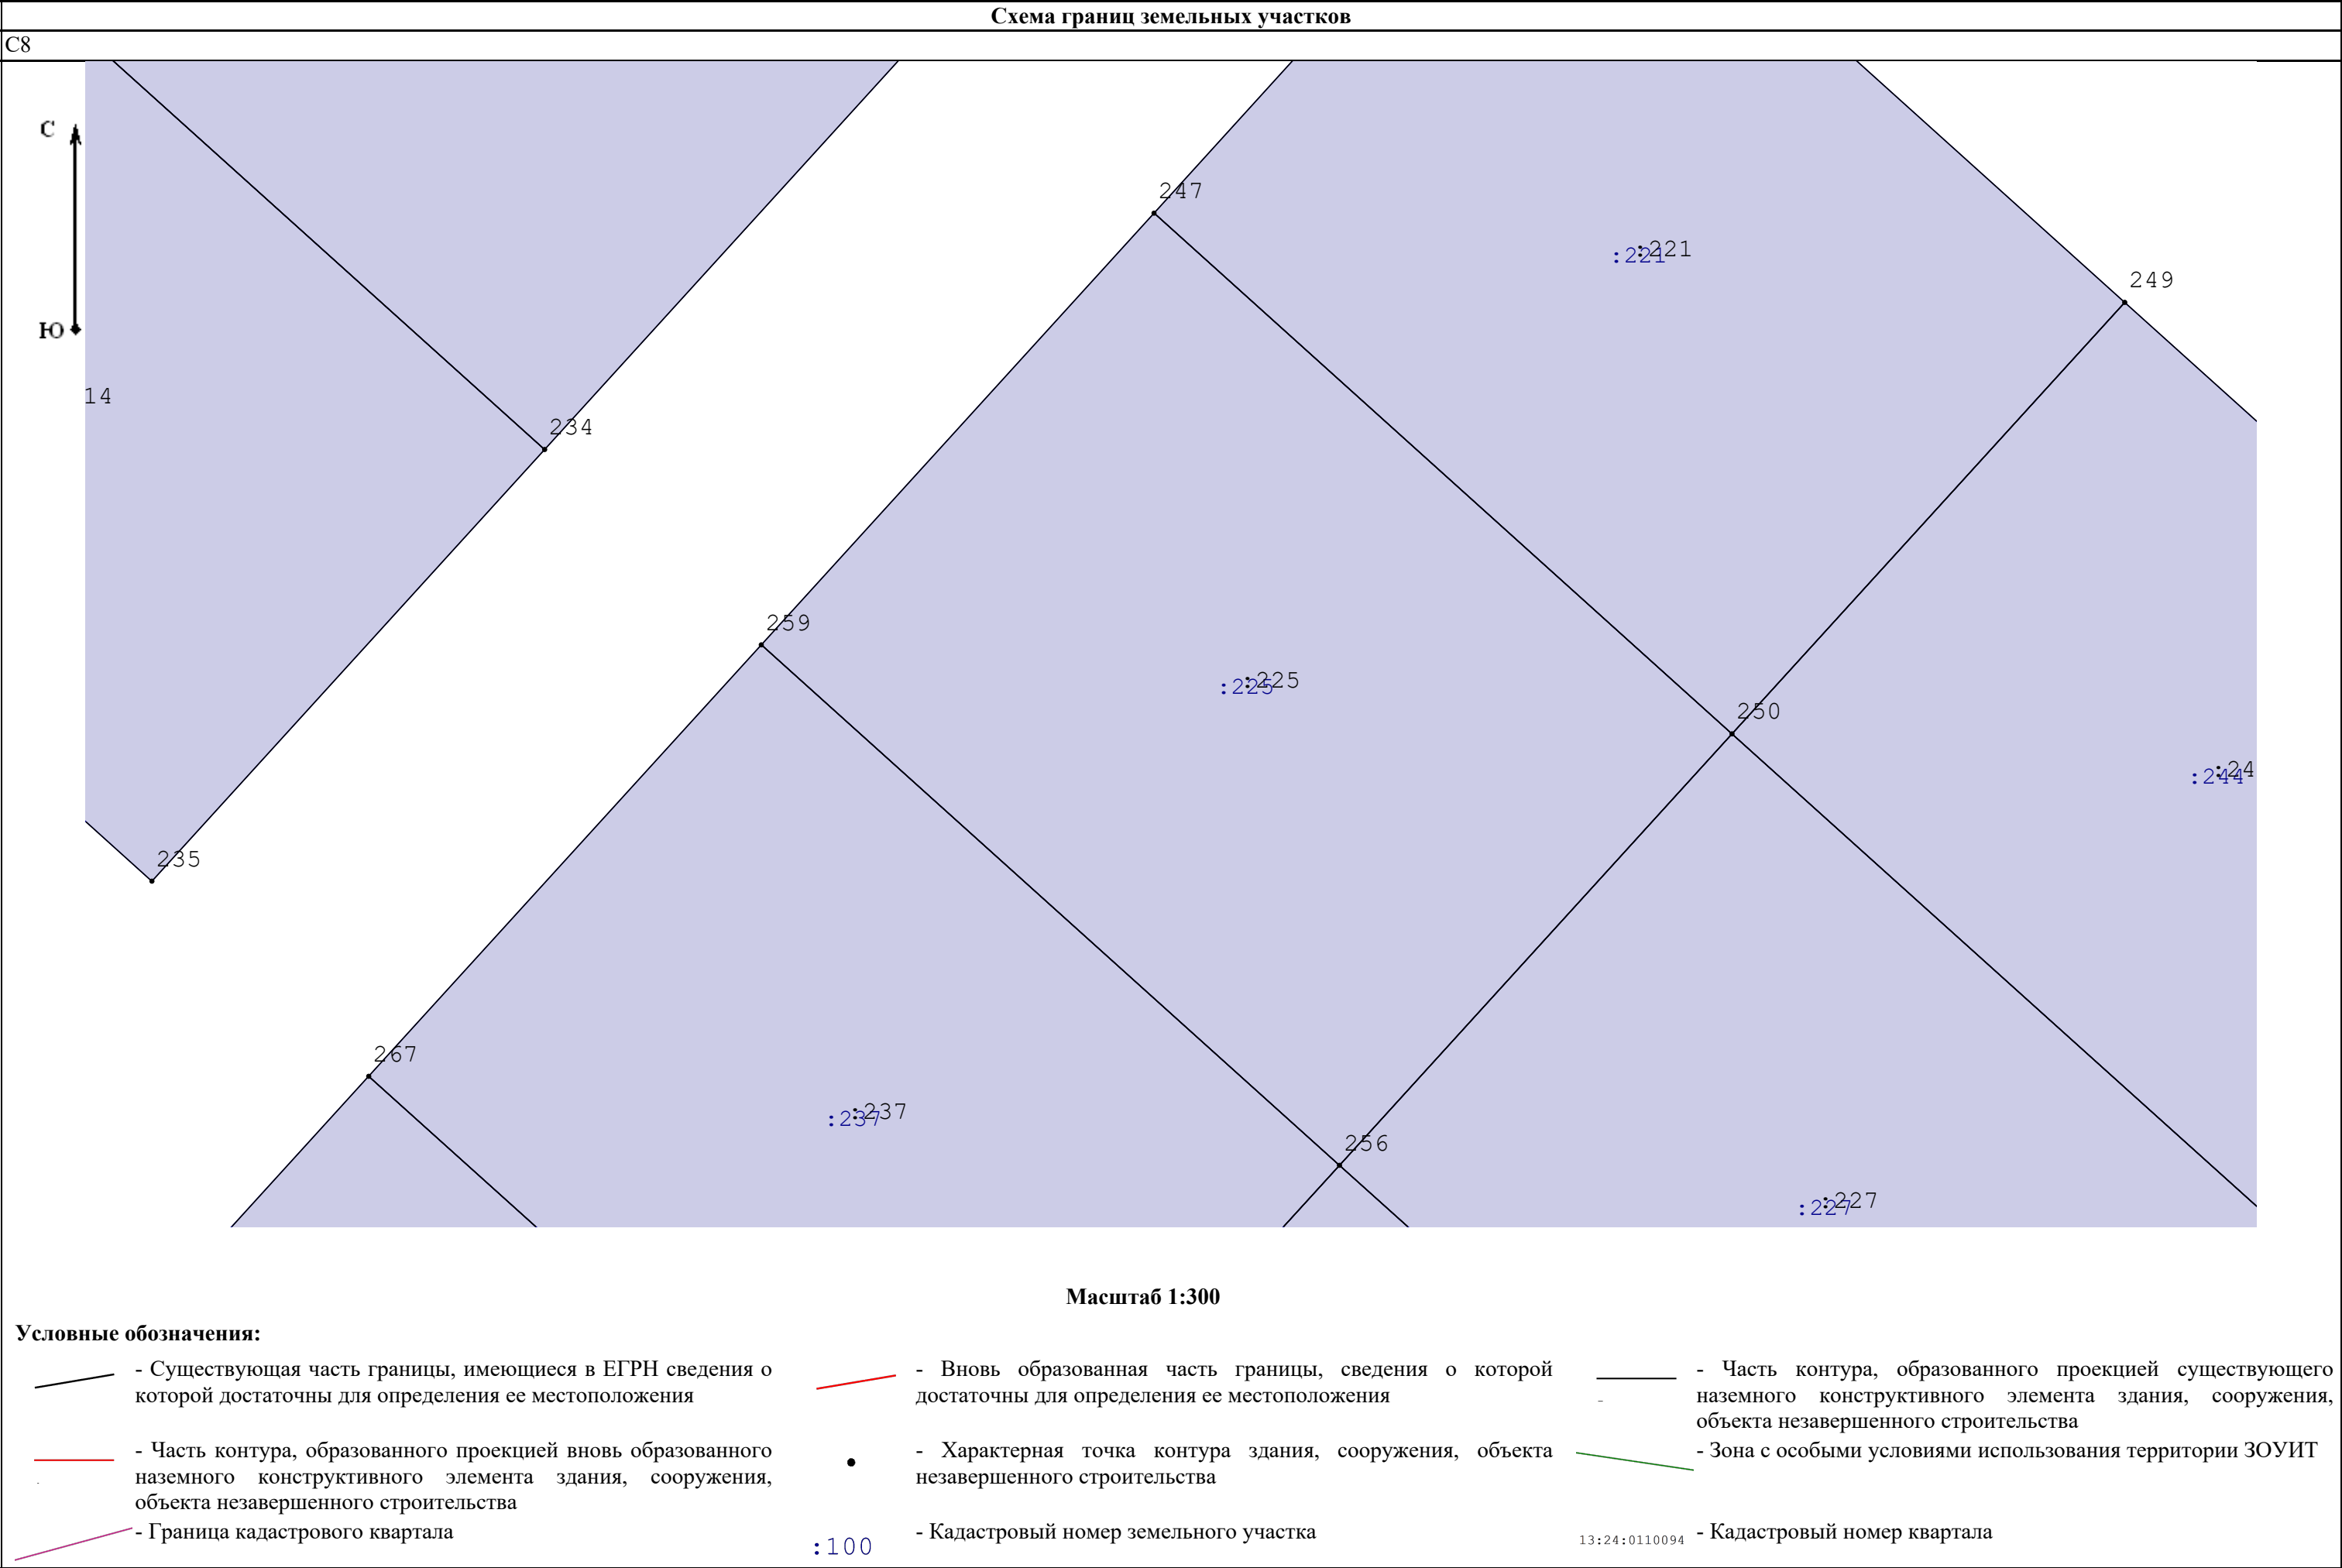 Схема границ земельных участков
С8
С
247
:221
:221
249
Ю
14
234
259
:225
:225
250
:24
:244
235
267
:237
:237
256
:227
:227
Масштаб 1:300
Условные обозначения:
- Существующая часть границы, имеющиеся в ЕГРН сведения о
которой достаточны для определения ее местоположения
- Вновь образованная часть границы, сведения о которой
достаточны для определения ее местоположения
- Часть контура, образованного проекцией существующего
наземного конструктивного элемента здания, сооружения,
объекта незавершенного строительства
- Часть контура, образованного проекцией вновь образованного
наземного конструктивного элемента здания, сооружения,
объекта незавершенного строительства
- Характерная точка контура здания, сооружения, объекта
незавершенного строительства
- Зона с особыми условиями использования территории ЗОУИТ
- Граница кадастрового квартала
:100 - Кадастровый номер земельного участка
13:24:0110094 - Кадастровый номер квартала